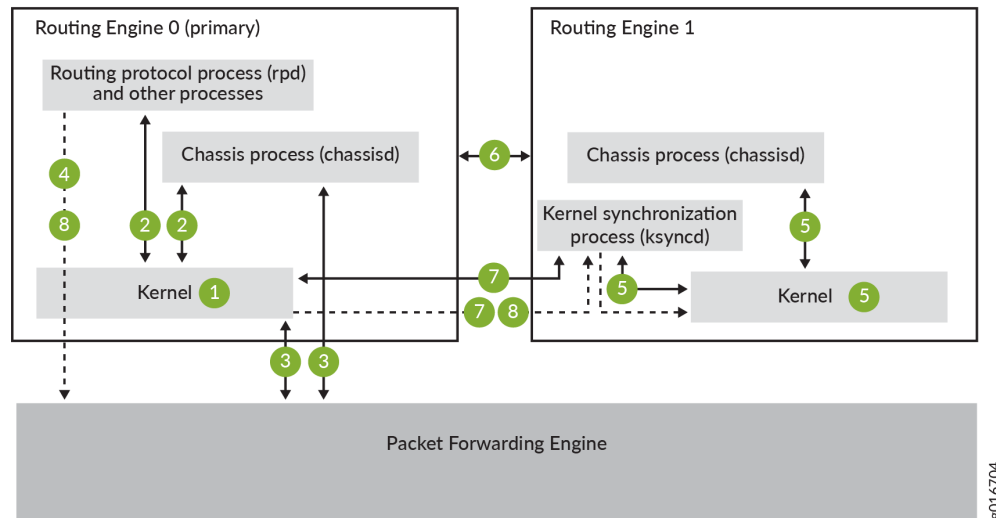 Routing Engine 0 (primary)
Routing protocol process (rpd)
and other processes
Chassis process (chassisd)
4
8
2
2
Kernel 1
3
3
6
7
7
8
Routing Engine 1
Chassis process (chassisd)
Kernel synchronization
process (ksyncd)
5
5
Kernel 5
Packet Forwarding Engine
g016704